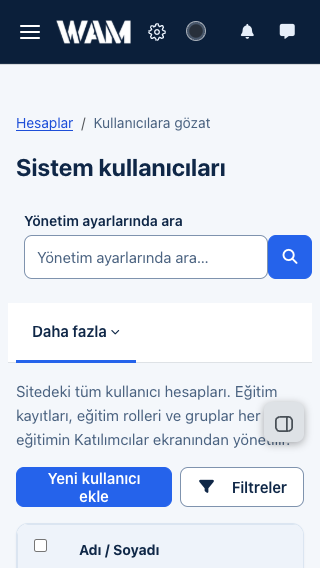 WAM
Hesaplar / Kullanıcılara gözat
Sistem kullanıcıları
Yönetim ayarlarında ara
Yönetim ayarlarında ara...
Daha fazla
Sitedeki tüm kullanıcı hesapları. Eğitim
kayıtları, eğitim rolleri ve gruplar her
eğitimin Katılımcılar ekranından yönetilir.
Yeni kullanıcı
ekle
Filtreler
Adı / Soyadı